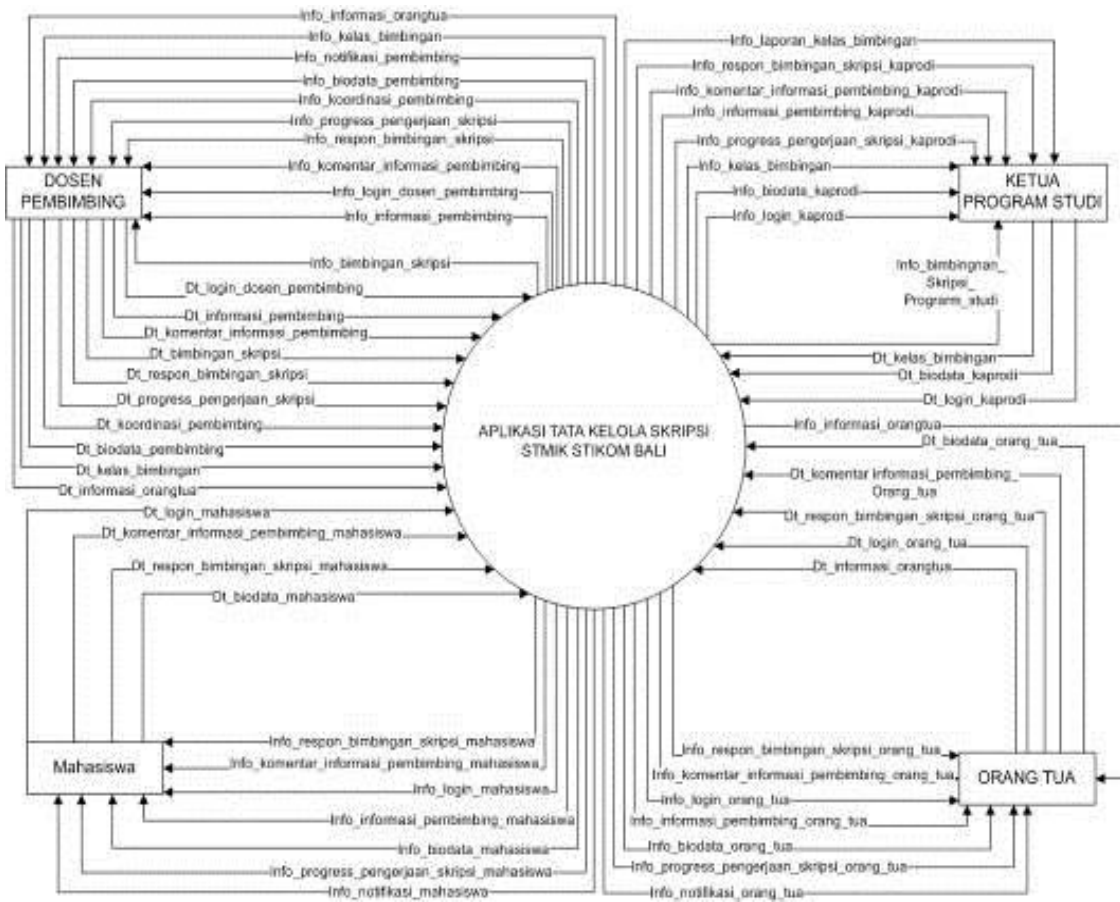 Info_informasi_orangtua
Info_kelas_bimbingan
Info_notifikasi_pembimbing
Info_biodata_pembimbing
Info_koordinasi_pembimbing
Info_progress_pengerjaan_skripsi
Info_respon_bimbingan_skripsi
Info_komentar_informasi_pembimbing
Info_login_dosen_pembimbing
Info_informasi_pembimbing
Info_bimbingan_skripsi
DOSEN
PEMBIMBING
Dt_login_dosen_pembimbing
Dt_informasi_pembimbing
Dt_komentar_informasi_pembimbing
Dt_bimbingan_skripsi
Dt_respon_bimbingan_skripsi
Dt_progress_pengerjaan_skripsi
Dt_koordinasi_pembimbing
Dt_biodata_pembimbing
Dt_kelas_bimbingan
Dt_informasi_orangtua
Info_laporan_kelas_bimbingan
Info_respon_bimbingan_skripsi_kaprodi
Info_komentar_informasi_pembimbing_kaprodi
Info_informasi_pembimbing_kaprodi
Info_progress_pengerjaan_skripsi_kaprodi
Info_kelas_bimbingan
Info_biodata_kaprodi
Info_login_kaprodi
KETUA
PROGRAM STUDI
Info_bimbingnan_
Skripsi_
Programm_studi
Dt_kelas_bimbingan
Dt_biodata_kaprodi
Dt_login_kaprodi
APLIKASI TATA KELOLA SKRIPSI
STMIK STIKOM BALI
Info_informasi_orangtua
Dt_biodata_orang_tua
Dt_komentar informasi_pembimbing_
Orang_tua
Dt_respon_bimbingan_skripsi_orang_tua
Dt_login_orang_tua
Dt_informasi_orangtua
Dt_login_mahasiswa
Dt_komentar_informasi_pembimbing_mahasiswa
Dt_respon_bimbingan_skripsi_mahasiswa
Dt_biodata_mahasiswa
Mahasiswa
Info_respon_bimbingan_skripsi_mahasiswa
Info_komentar_informasi_pembimbing_mahasiswa
Info_login_mahasiswa
Info_informasi_pembimbing_mahasiswa
Info_biodata_mahasiswa
Info_progress_pengerjaan_skripsi_mahasiswa
Info_notifikasi_mahasiswa
Info_respon_bimbingan_skripsi_orang_tua
Info_komentar_informasi_pembimbing_orang_tua
Info_login_orang_tua
Info_informasi_pembimbing_orang_tua
Info_biodata_orang_tua
Info_progress_pengerjaan_skripsi_orang_tua
Info_notifikasi_orang_tua
ORANG TUA